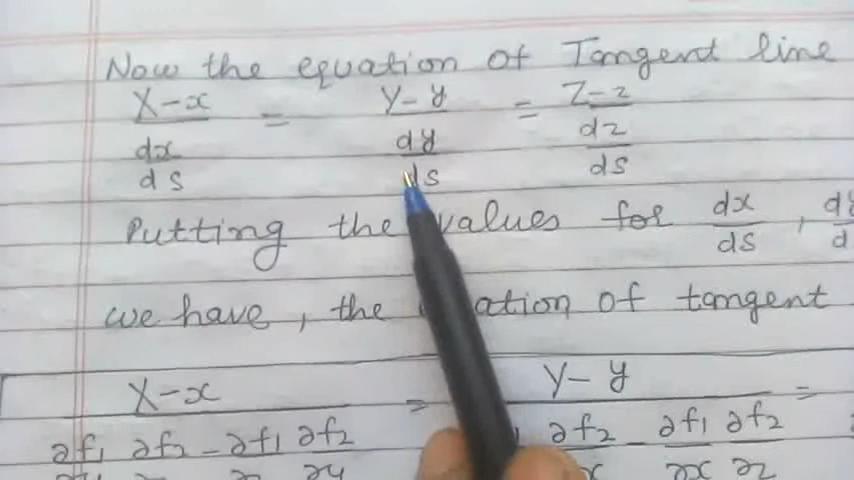 Now the equation of Tangent line
X-x/dx/ds = Y-y/dy/ds = Z-z/dz/ds
Putting the values for dx/ds ,
we have, the of tangent
X-x = Y-y =
∂f₁ ∂f₂ - ∂f₁ ∂f₂ ∂f₂ - ∂f₁ ∂f₂
∂y ∂x ∂z